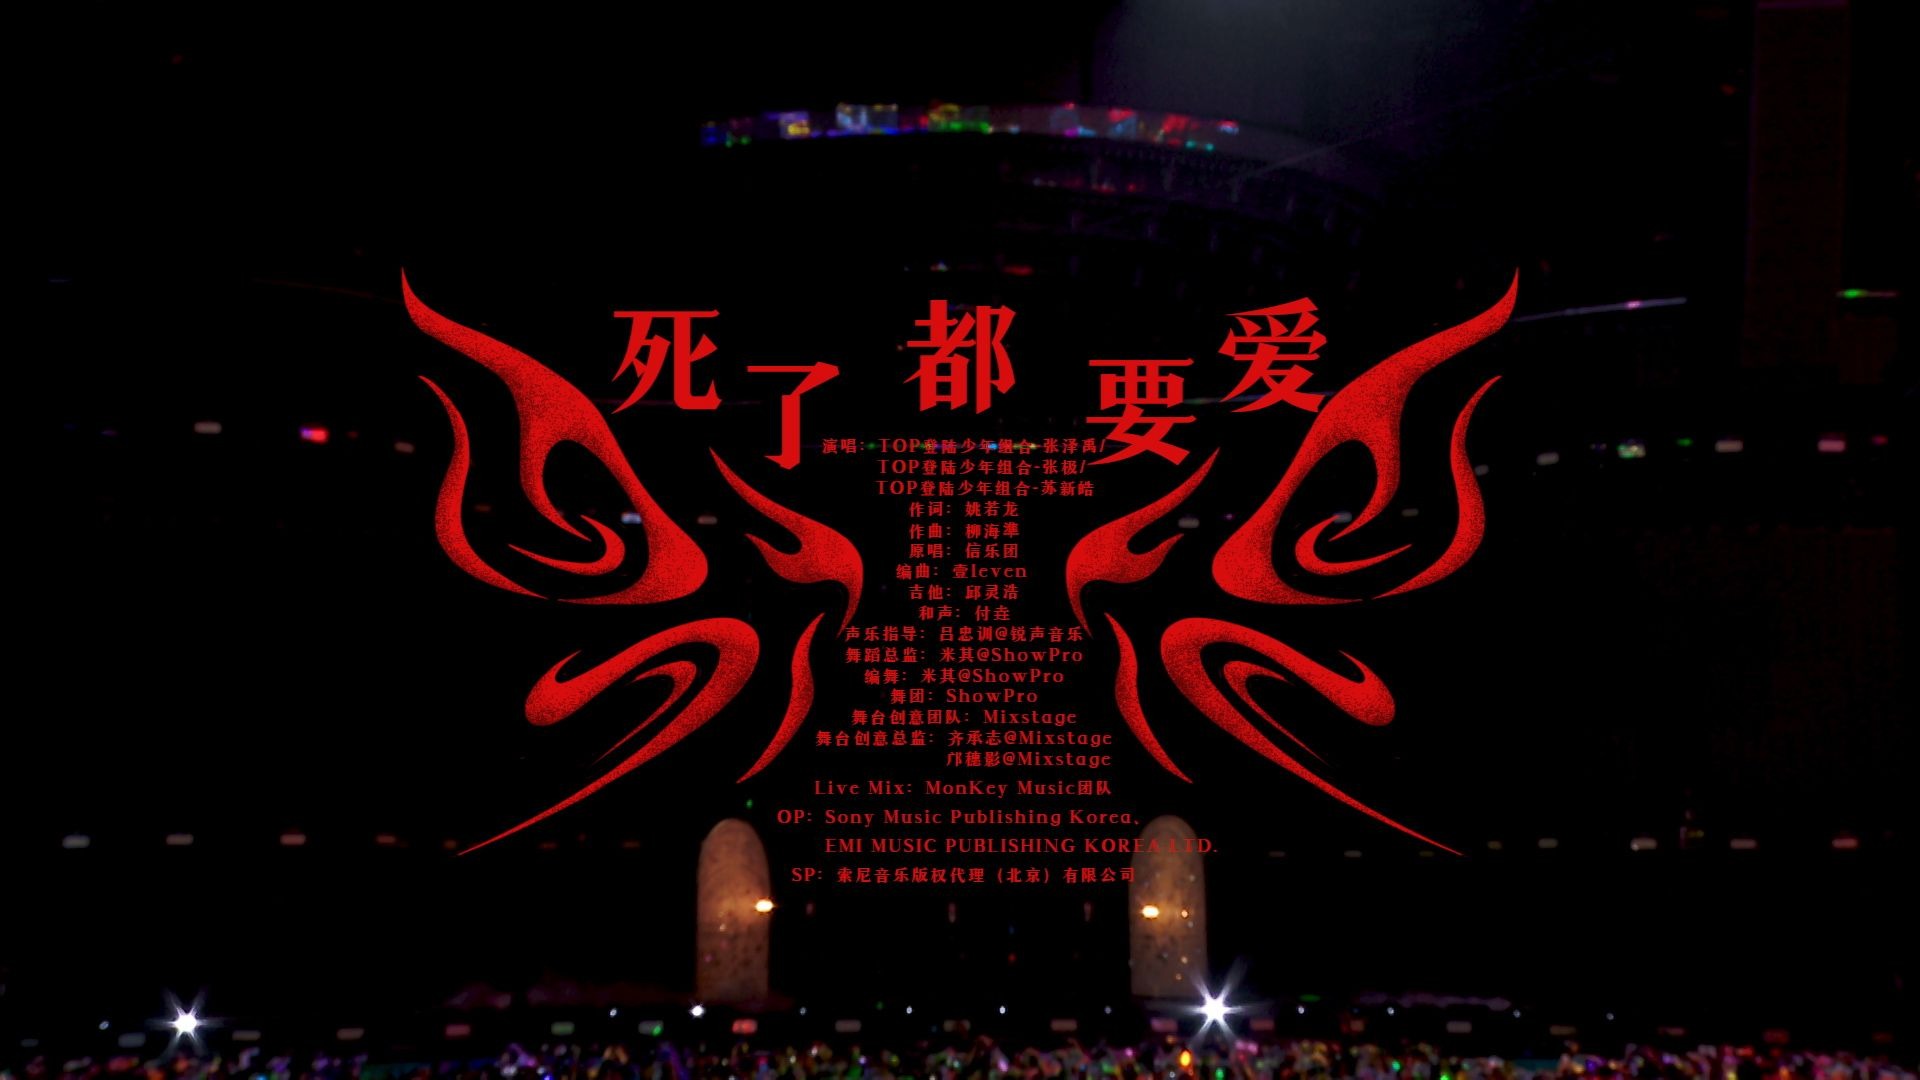 死了都要爱
演唱：TOP登陆少年组合-张泽禹/
TOP登陆少年组合-张极/
TOP登陆少年组合-苏新皓
作词：姚若龙
作曲：柳海準
原唱：信乐团
编曲：壹leven
吉他：邱灵浩
和声：付垚
声乐指导：吕忠训@锐声音乐
舞蹈总监：米其@ShowPro
编舞：米其@ShowPro
舞团：ShowPro
舞台创意团队：Mixstage
舞台创意总监：齐承志@Mixstage
邝穗影@Mixstage
Live Mix：MonKey Music团队
OP：Sony Music Publishing Korea、
EMI MUSIC PUBLISHING KOREA LTD.
SP：索尼音乐版权代理（北京）有限公司